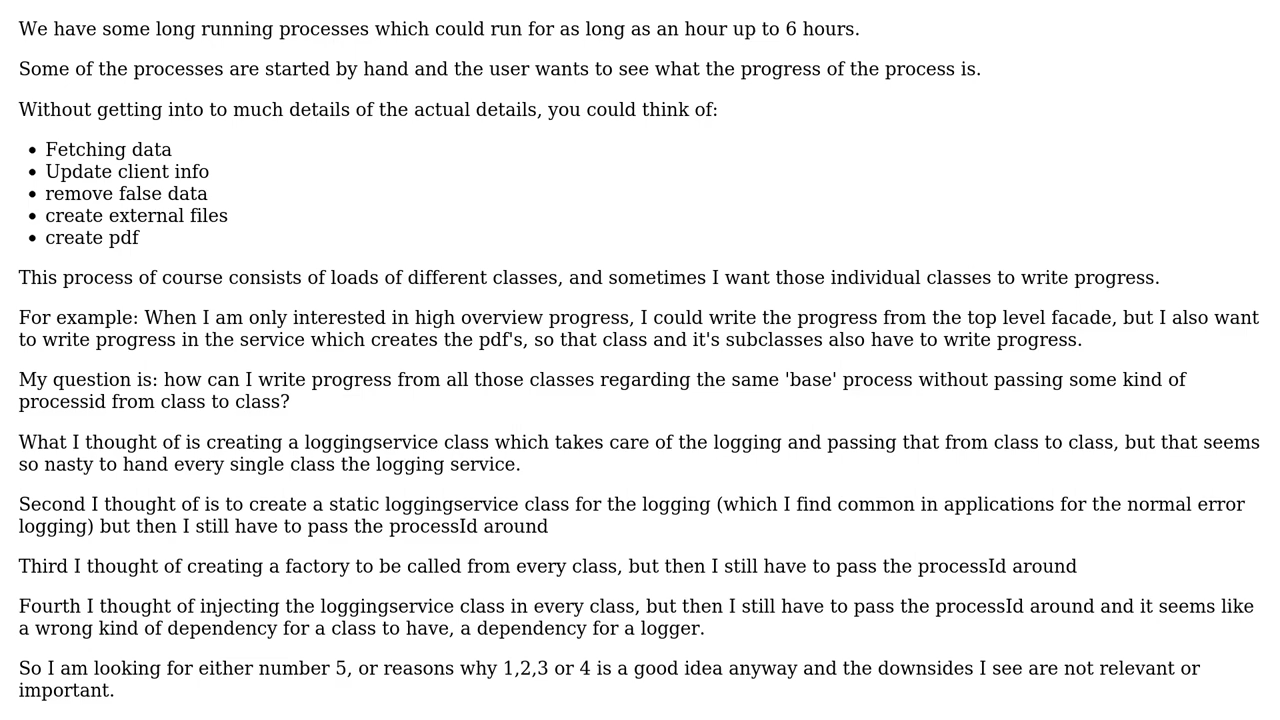 We have some long running processes which could run for as long as an hour up to 6 hours.
Some of the processes are started by hand and the user wants to see what the progress of the process is.
Without getting into to much details of the actual details, you could think of:
• Fetching data
• Update client info
• remove false data
• create external files
• create pdf
This process of course consists of loads of different classes, and sometimes I want those individual classes to write progress.
For example: When I am only interested in high overview progress, I could write the progress from the top level facade, but I also want
to write progress in the service which creates the pdf's, so that class and it's subclasses also have to write progress.
My question is: how can I write progress from all those classes regarding the same 'base' process without passing some kind of
processid from class to class?
What I thought of is creating a loggingservice class which takes care of the logging and passing that from class to class, but that seems
so nasty to hand every single class the logging service.
Second I thought of is to create a static loggingservice class for the logging (which I find common in applications for the normal error
logging) but then I still have to pass the processId around
Third I thought of creating a factory to be called from every class, but then I still have to pass the processId around
Fourth I thought of injecting the loggingservice class in every class, but then I still have to pass the processId around and it seems like
a wrong kind of dependency for a class to have, a dependency for a logger.
So I am looking for either number 5, or reasons why 1,2,3 or 4 is a good idea anyway and the downsides I see are not relevant or
important.